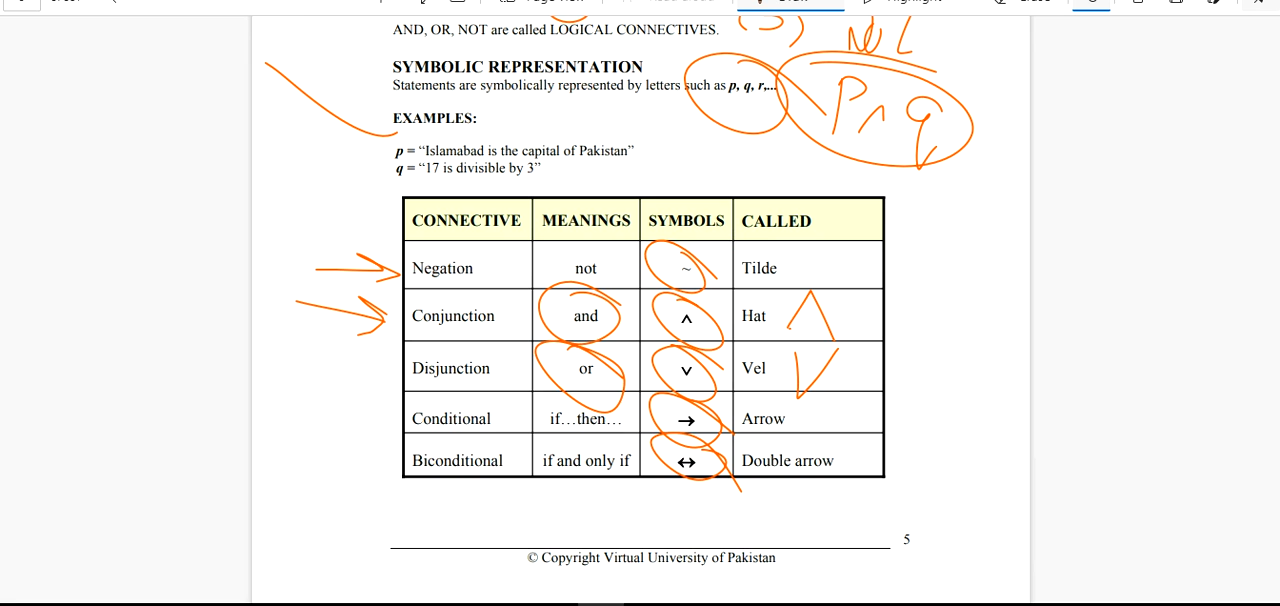 AND, OR, NOT are called LOGICAL CONNECTIVES.
(3)
SYMBOLIC REPRESENTATION
Statements are symbolically represented by letters such as p, q, r,...
P ∧ q
EXAMPLES:
p = “Islamabad is the capital of Pakistan”
q = “17 is divisible by 3”
CONNECTIVE MEANINGS SYMBOLS CALLED
Negation not ~ Tilde
Conjunction and ∧ Hat ∧
Disjunction or ∨ Vel ∨
Conditional if…then… → Arrow
Biconditional if and only if ↔ Double arrow
5
© Copyright Virtual University of Pakistan